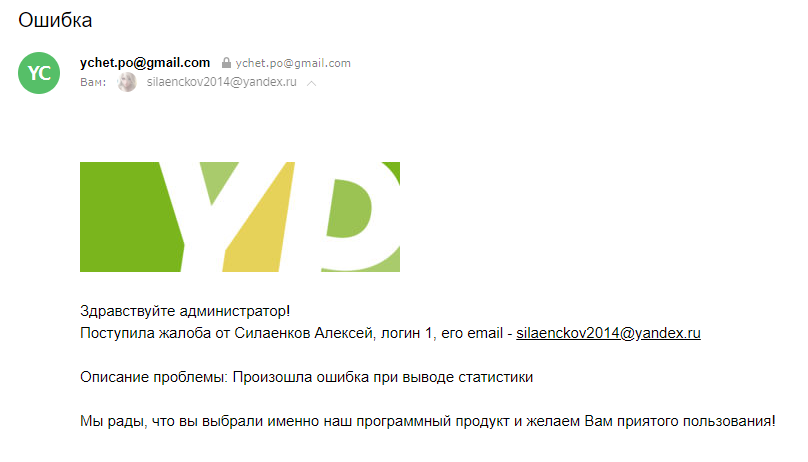 Ошибка
YC
ychet.po@gmail.com ychet.po@gmail.com
Вам: silaenckov2014@yandex.ru
YP
Здравствуйте администратор!
Поступила жалоба от Силаенков Алексей, логин 1, его email - silaenckov2014@yandex.ru
Описание проблемы: Произошла ошибка при выводе статистики
Мы рады, что вы выбрали именно наш программный продукт и желаем Вам приятого пользования!